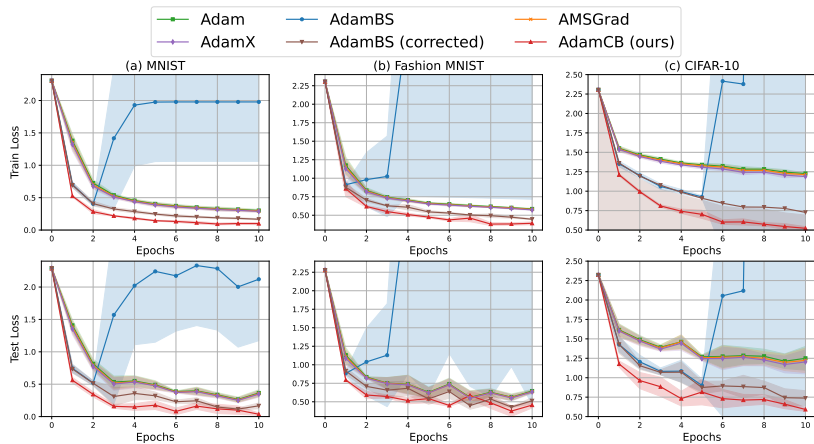 Adam AdamBS AMSGrad
AdamX AdamBS (corrected) AdamCB (ours)
(a) MNIST (b) Fashion MNIST (c) CIFAR-10
Train Loss
2.0
1.5
1.0
0.5
0.0
0 2 4 6 8 10
Epochs
2.25
2.00
1.75
1.50
1.25
1.00
0.75
0.50
0 2 4 6 8 10
Epochs
2.50
2.25
2.00
1.75
1.50
1.25
1.00
0.75
0.50
0 2 4 6 8 10
Epochs
Test Loss
2.0
1.5
1.0
0.5
0.0
0 2 4 6 8 10
Epochs
2.25
2.00
1.75
1.50
1.25
1.00
0.75
0.50
0 2 4 6 8 10
Epochs
2.50
2.25
2.00
1.75
1.50
1.25
1.00
0.75
0.50
0 2 4 6 8 10
Epochs